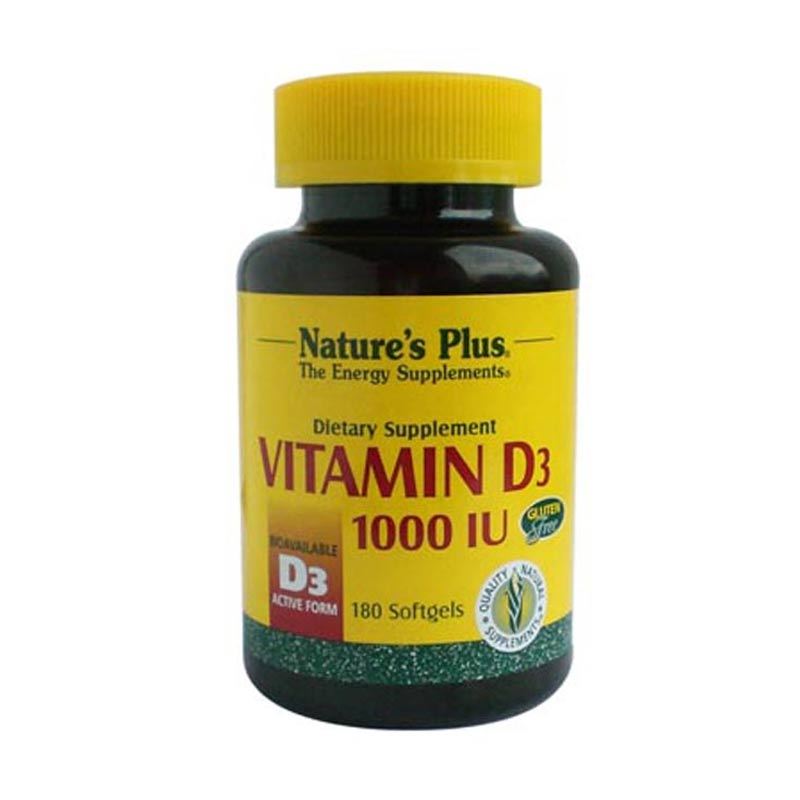 Nature's Plus®
The Energy Supplements®
Dietary Supplement
VITAMIN D3
1000 IU
GLUTEN
Free
BIOAVAILABLE
D3
ACTIVE FORM
180 Softgels
QUALITY NATURAL
SUPPLEMENTS